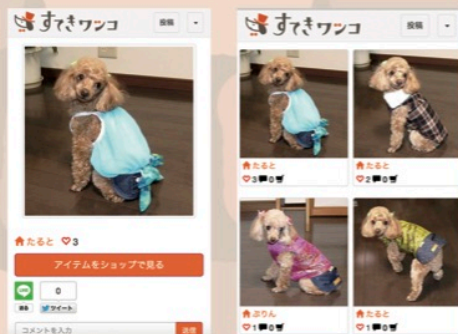 すてきワンコ
投稿
たると 3
アイテムをショップで見る
LINE
0
送る
ツイート
コメントを入力
送信
すてきワンコ
投稿
たると
3 0
たると
2 0
ぷりん
1 0
たると
1 0